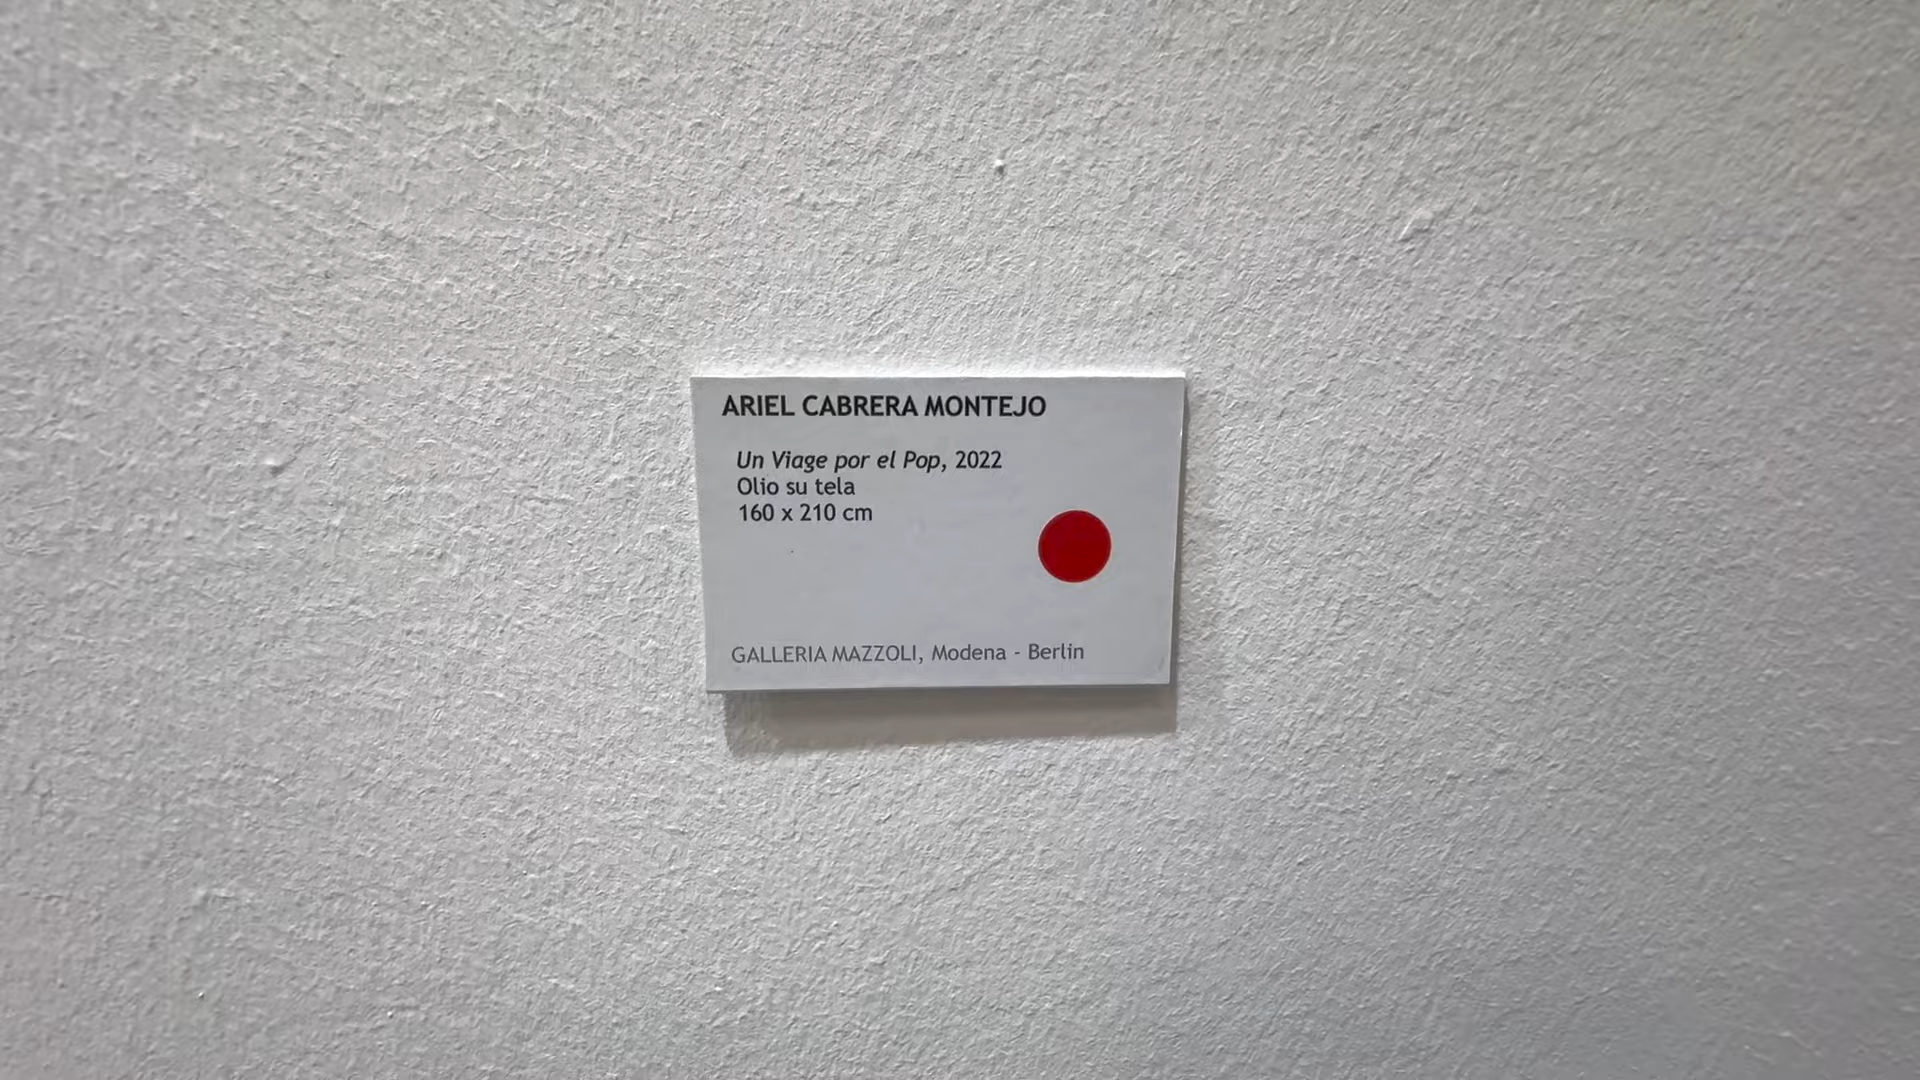 ARIEL CABRERA MONTEJO
Un Viage por el Pop, 2022
Olio su tela
160 x 210 cm
GALLERIA MAZZOLI, Modena - Berlin